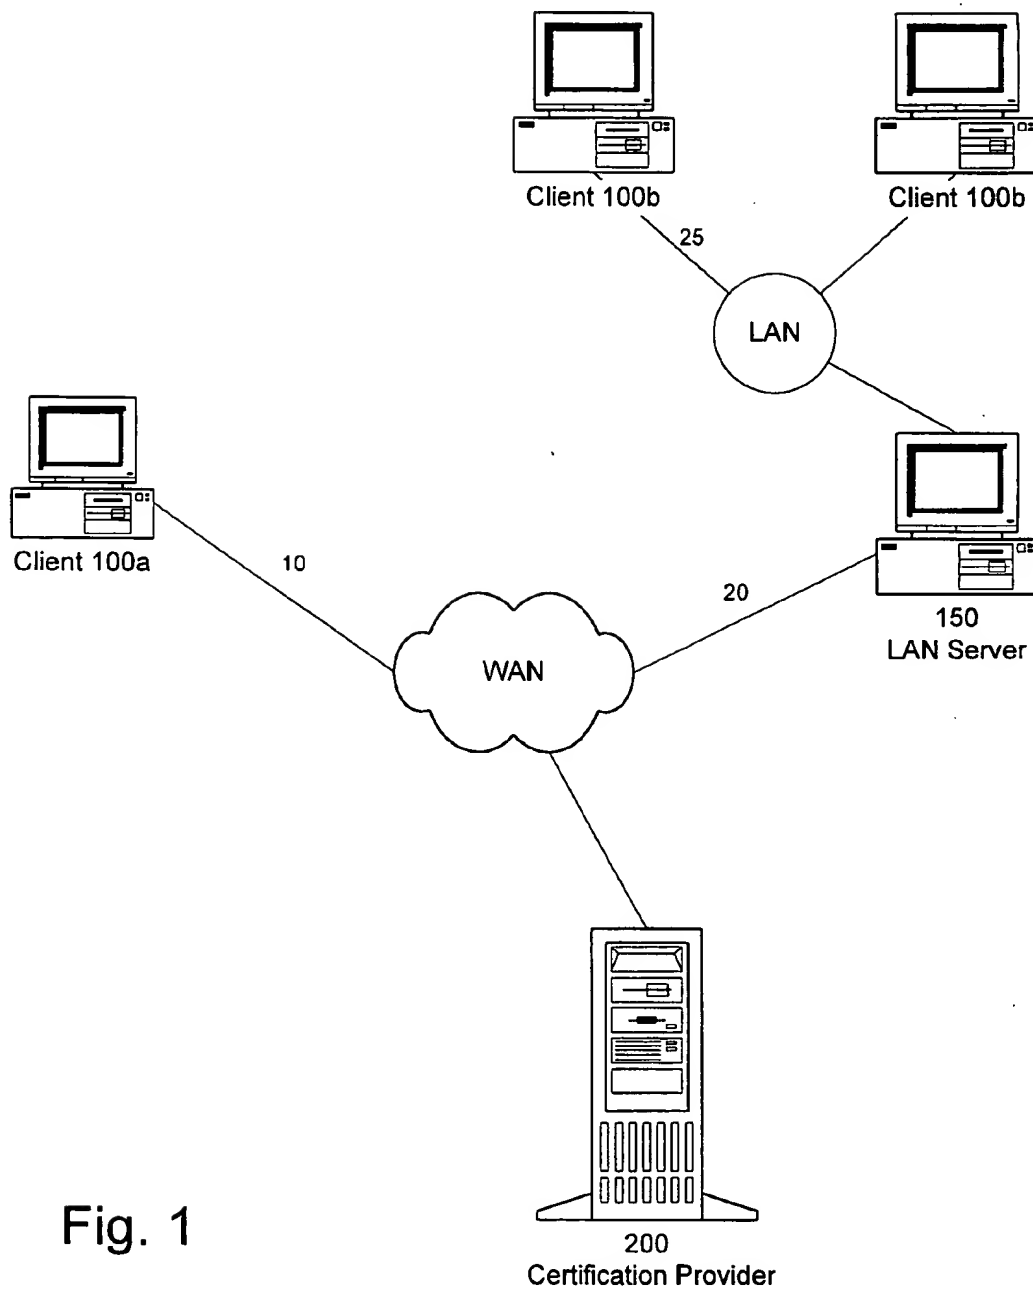 Client 100b
Client 100b
25
LAN
Client 100a
10
20
150
LAN Server
WAN
Fig. 1
200
Certification Provider